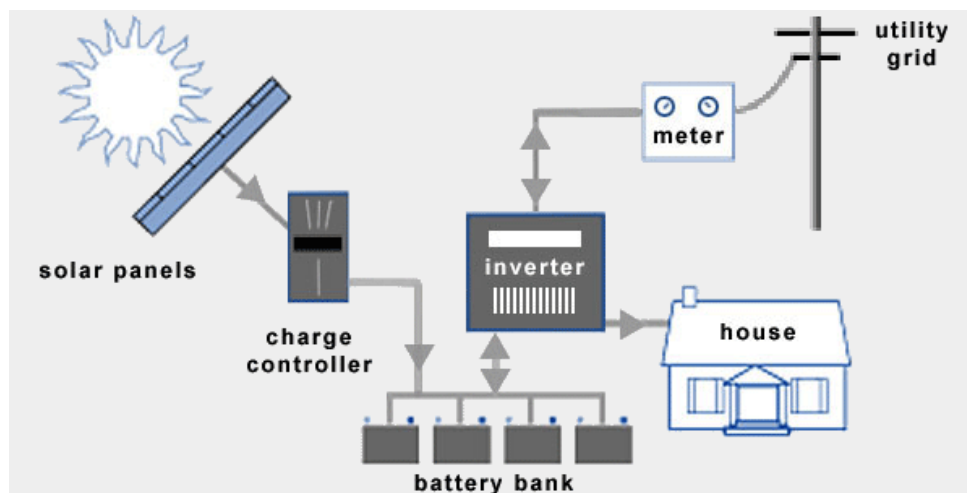 utility
grid
meter
solar panels
inverter
charge
controller
house
battery bank